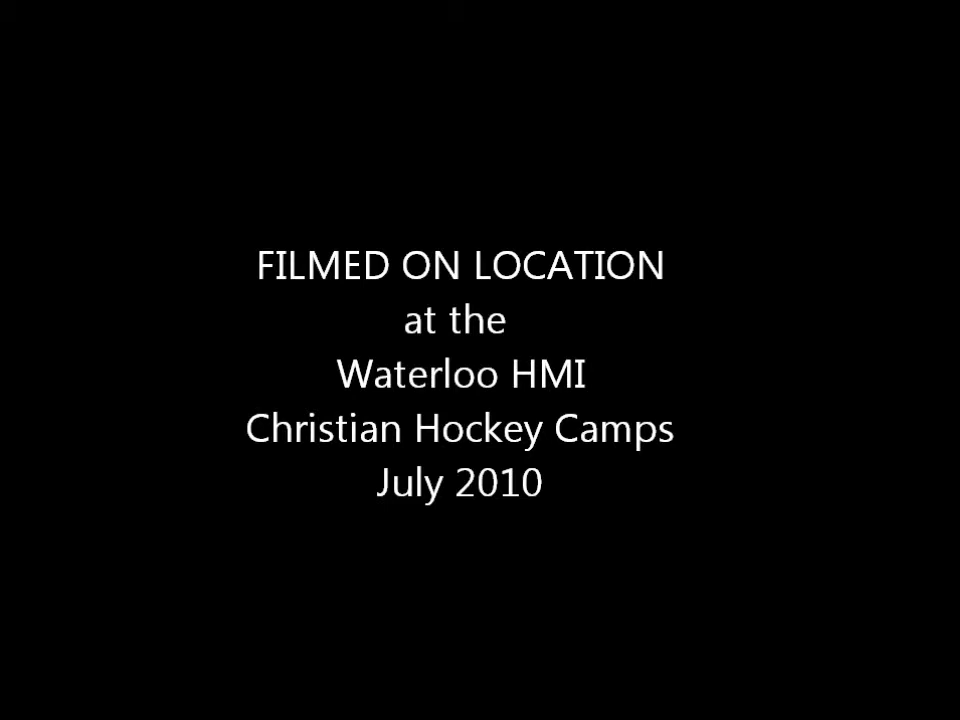 FILMED ON LOCATION
at the
Waterloo HMI
Christian Hockey Camps
July 2010